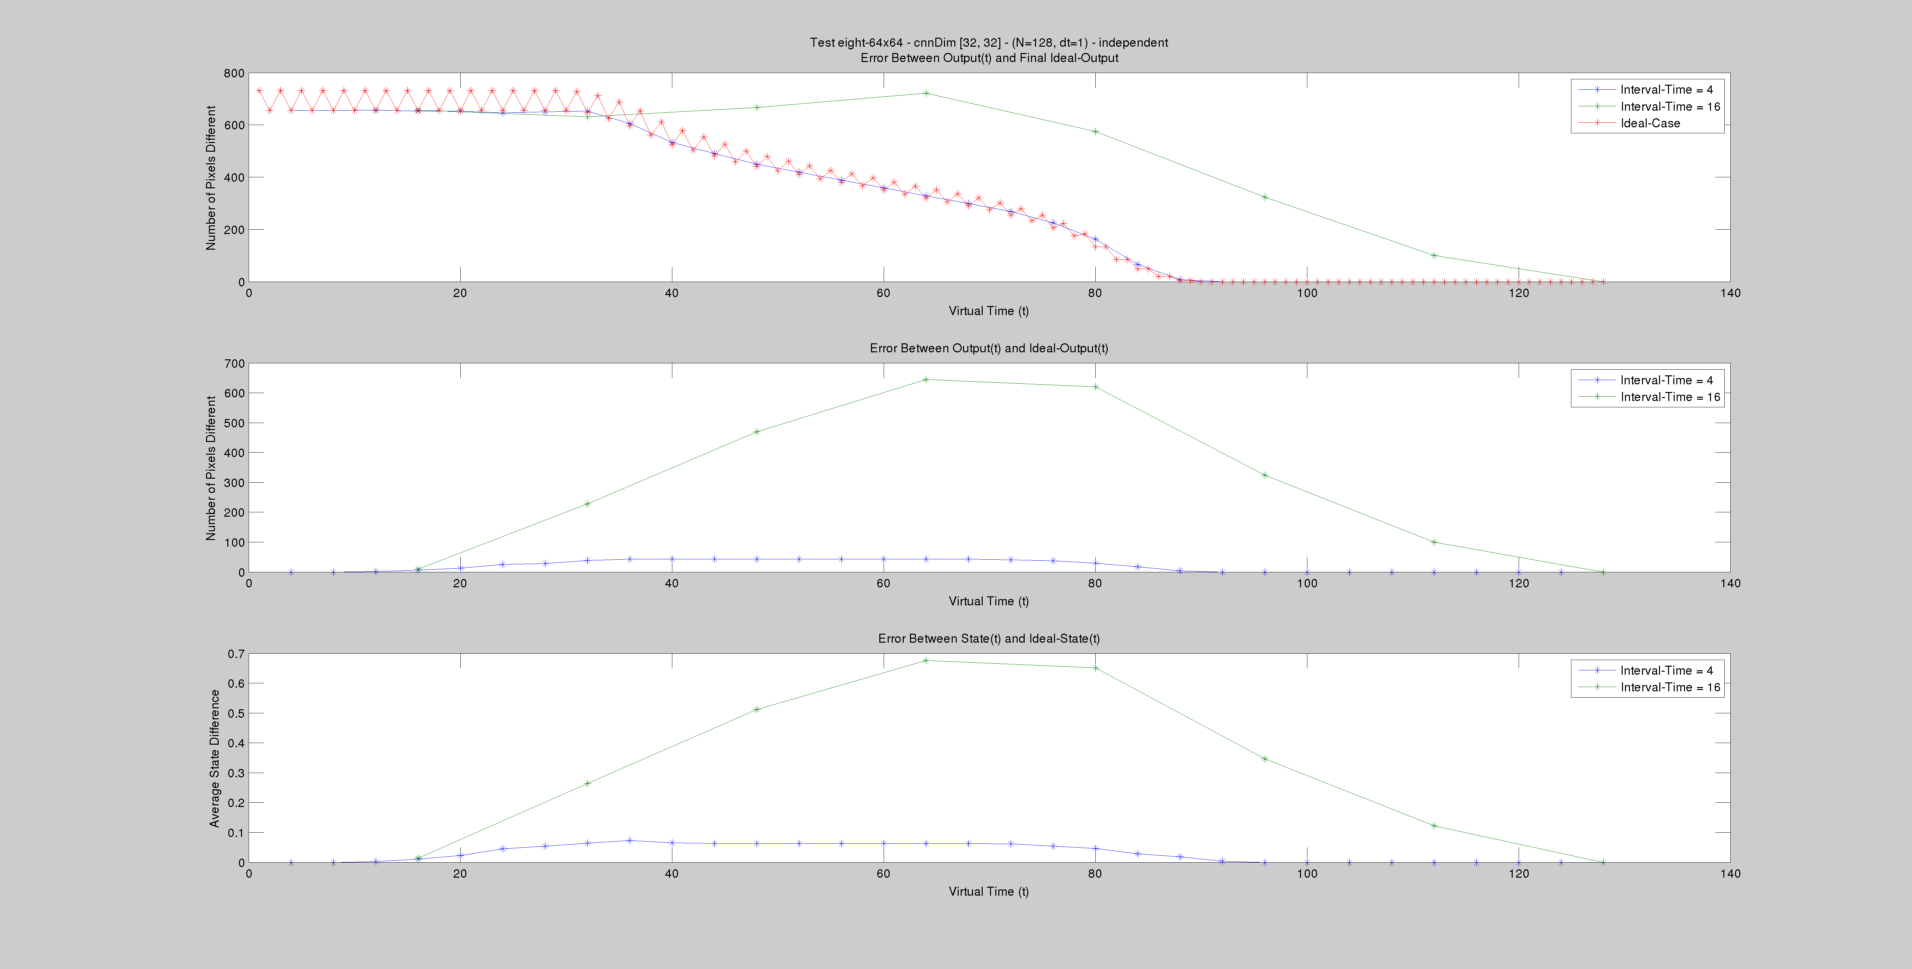 Test eight-64x64 - cnnDim [32, 32] - (N=128, dt=1) - independent
Error Between Output(t) and Final Ideal-Output
Number of Pixels Different
800
600
400
200
0
0 20 40 60 80 100 120 140
Virtual Time (t)
Interval-Time = 4
Interval-Time = 16
Ideal-Case
Error Between Output(t) and Ideal-Output(t)
Number of Pixels Different
700
600
500
400
300
200
100
0
0 20 40 60 80 100 120 140
Virtual Time (t)
Interval-Time = 4
Interval-Time = 16
Error Between State(t) and Ideal-State(t)
Average State Difference
0.7
0.6
0.5
0.4
0.3
0.2
0.1
0
0 20 40 60 80 100 120 140
Virtual Time (t)
Interval-Time = 4
Interval-Time = 16